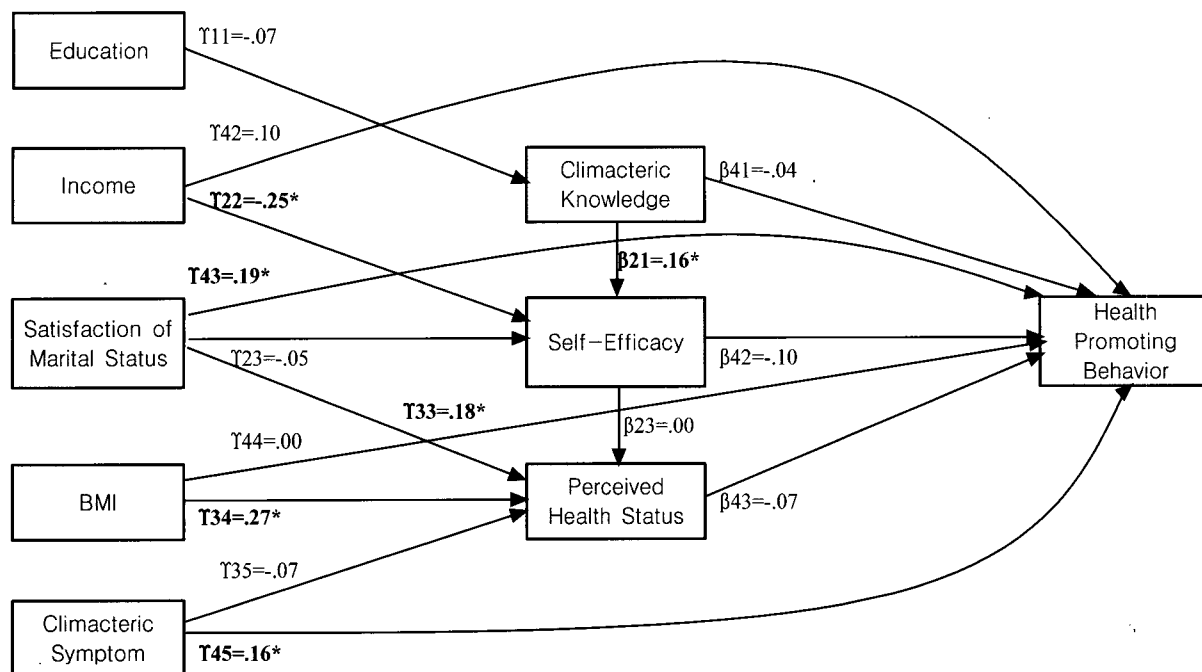 Education
ϒ11=-.07
ϒ42=.10
Income
ϒ22=-.25*
Climacteric
Knowledge
β41=-.04
ϒ43=.19*
β21=.16*
Satisfaction of
Marital Status
ϒ23=-.05
Self-Efficacy
β42=-.10
Health
Promoting
Behavior
ϒ33=.18*
β23=.00
ϒ44=.00
BMI
ϒ34=.27*
Perceived
Health Status
β43=-.07
ϒ35=-.07
Climacteric
Symptom
ϒ45=.16*